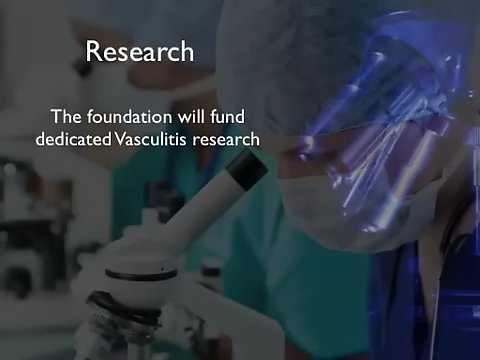 Research
The foundation will fund
dedicated Vasculitis research